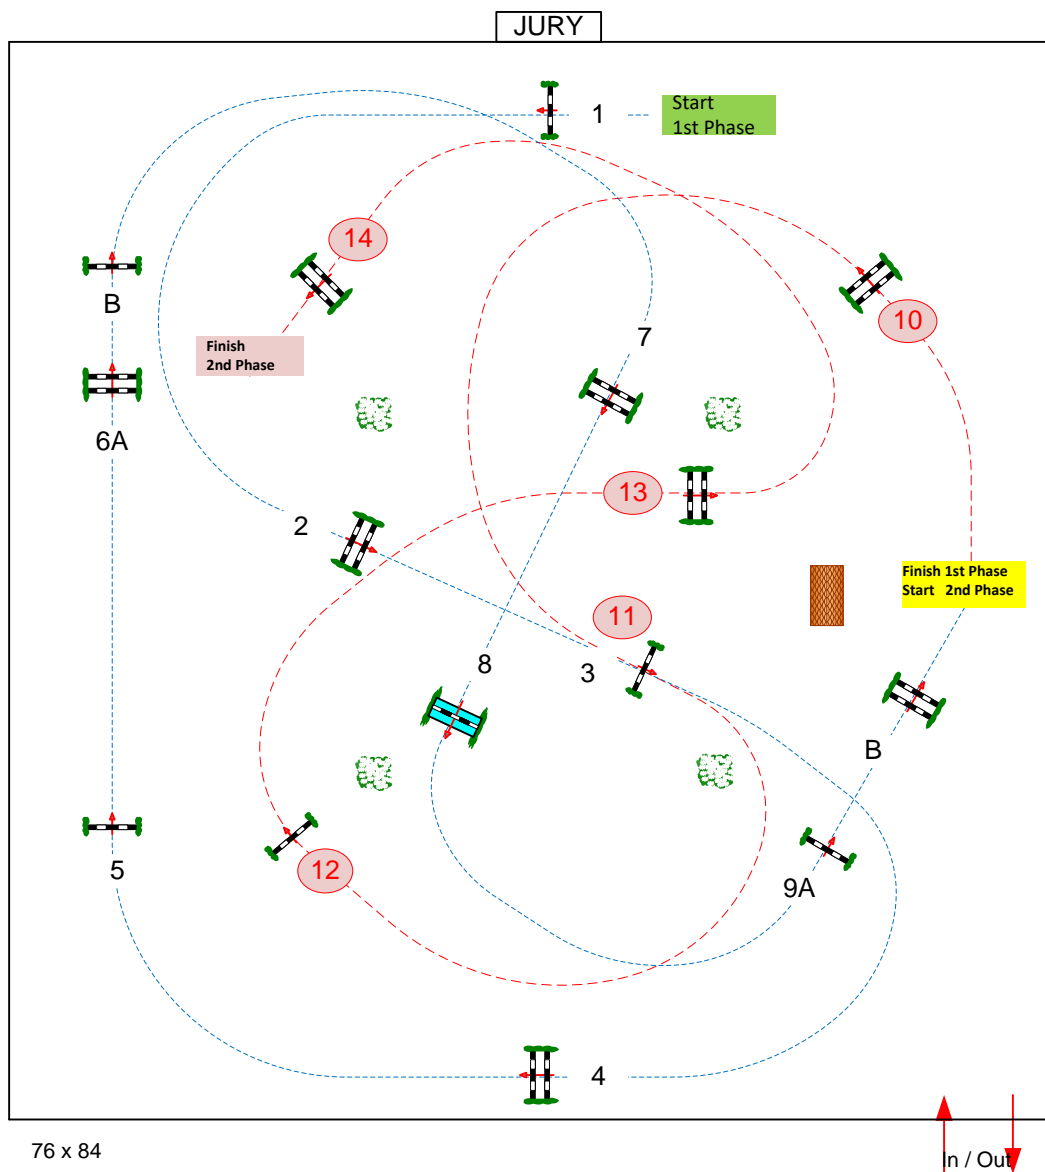 JURY
1
Start
1st Phase
14
B
10
Finish
2nd Phase
7
6A
13
2
Finish 1st Phase
Start 2nd Phase
11
8
3
B
5
12
9A
4
76 x 84
In / Out